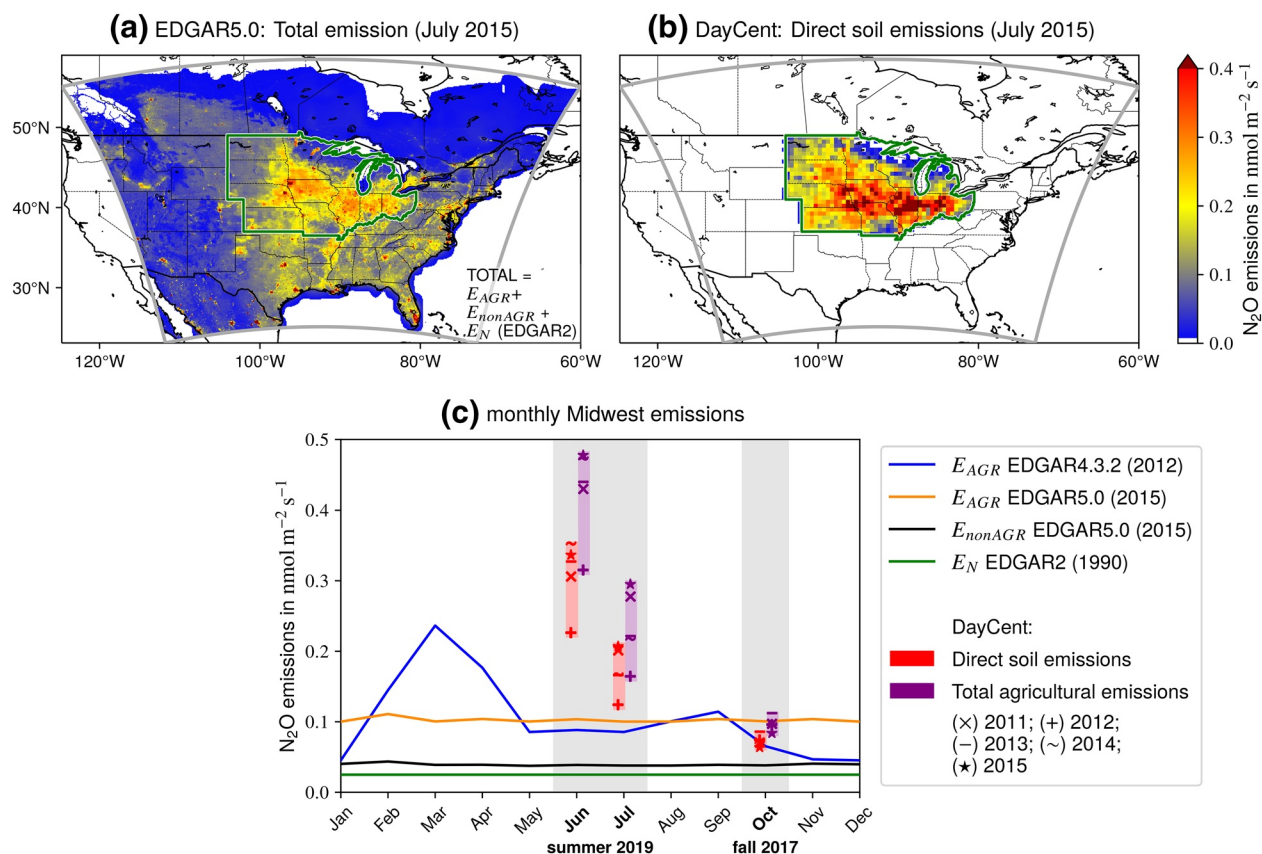 (a) EDGAR5.0: Total emission (July 2015)
(b) DayCent: Direct soil emissions (July 2015)
50°N
40°N
30°N
120°W
100°W
80°W
60°W
TOTAL =
E_AGR+
E_nonAGR +
E_N (EDGAR2)
120°W
100°W
80°W
60°W
0.4
0.3
0.2
0.1
0.0
N₂O emissions in nmol m⁻² s⁻¹
(c) monthly Midwest emissions
N₂O emissions in nmol m⁻² s⁻¹
0.5
0.4
0.3
0.2
0.1
0.0
Jan
Feb
Mar
Apr
May
Jun
Jul
Aug
Sep
Oct
Nov
Dec
summer 2019
fall 2017
E_AGR EDGAR4.3.2 (2012)
E_AGR EDGAR5.0 (2015)
E_nonAGR EDGAR5.0 (2015)
E_N EDGAR2 (1990)
DayCent:
Direct soil emissions
Total agricultural emissions
(×) 2011; (+) 2012;
(−) 2013; (~) 2014;
(★) 2015